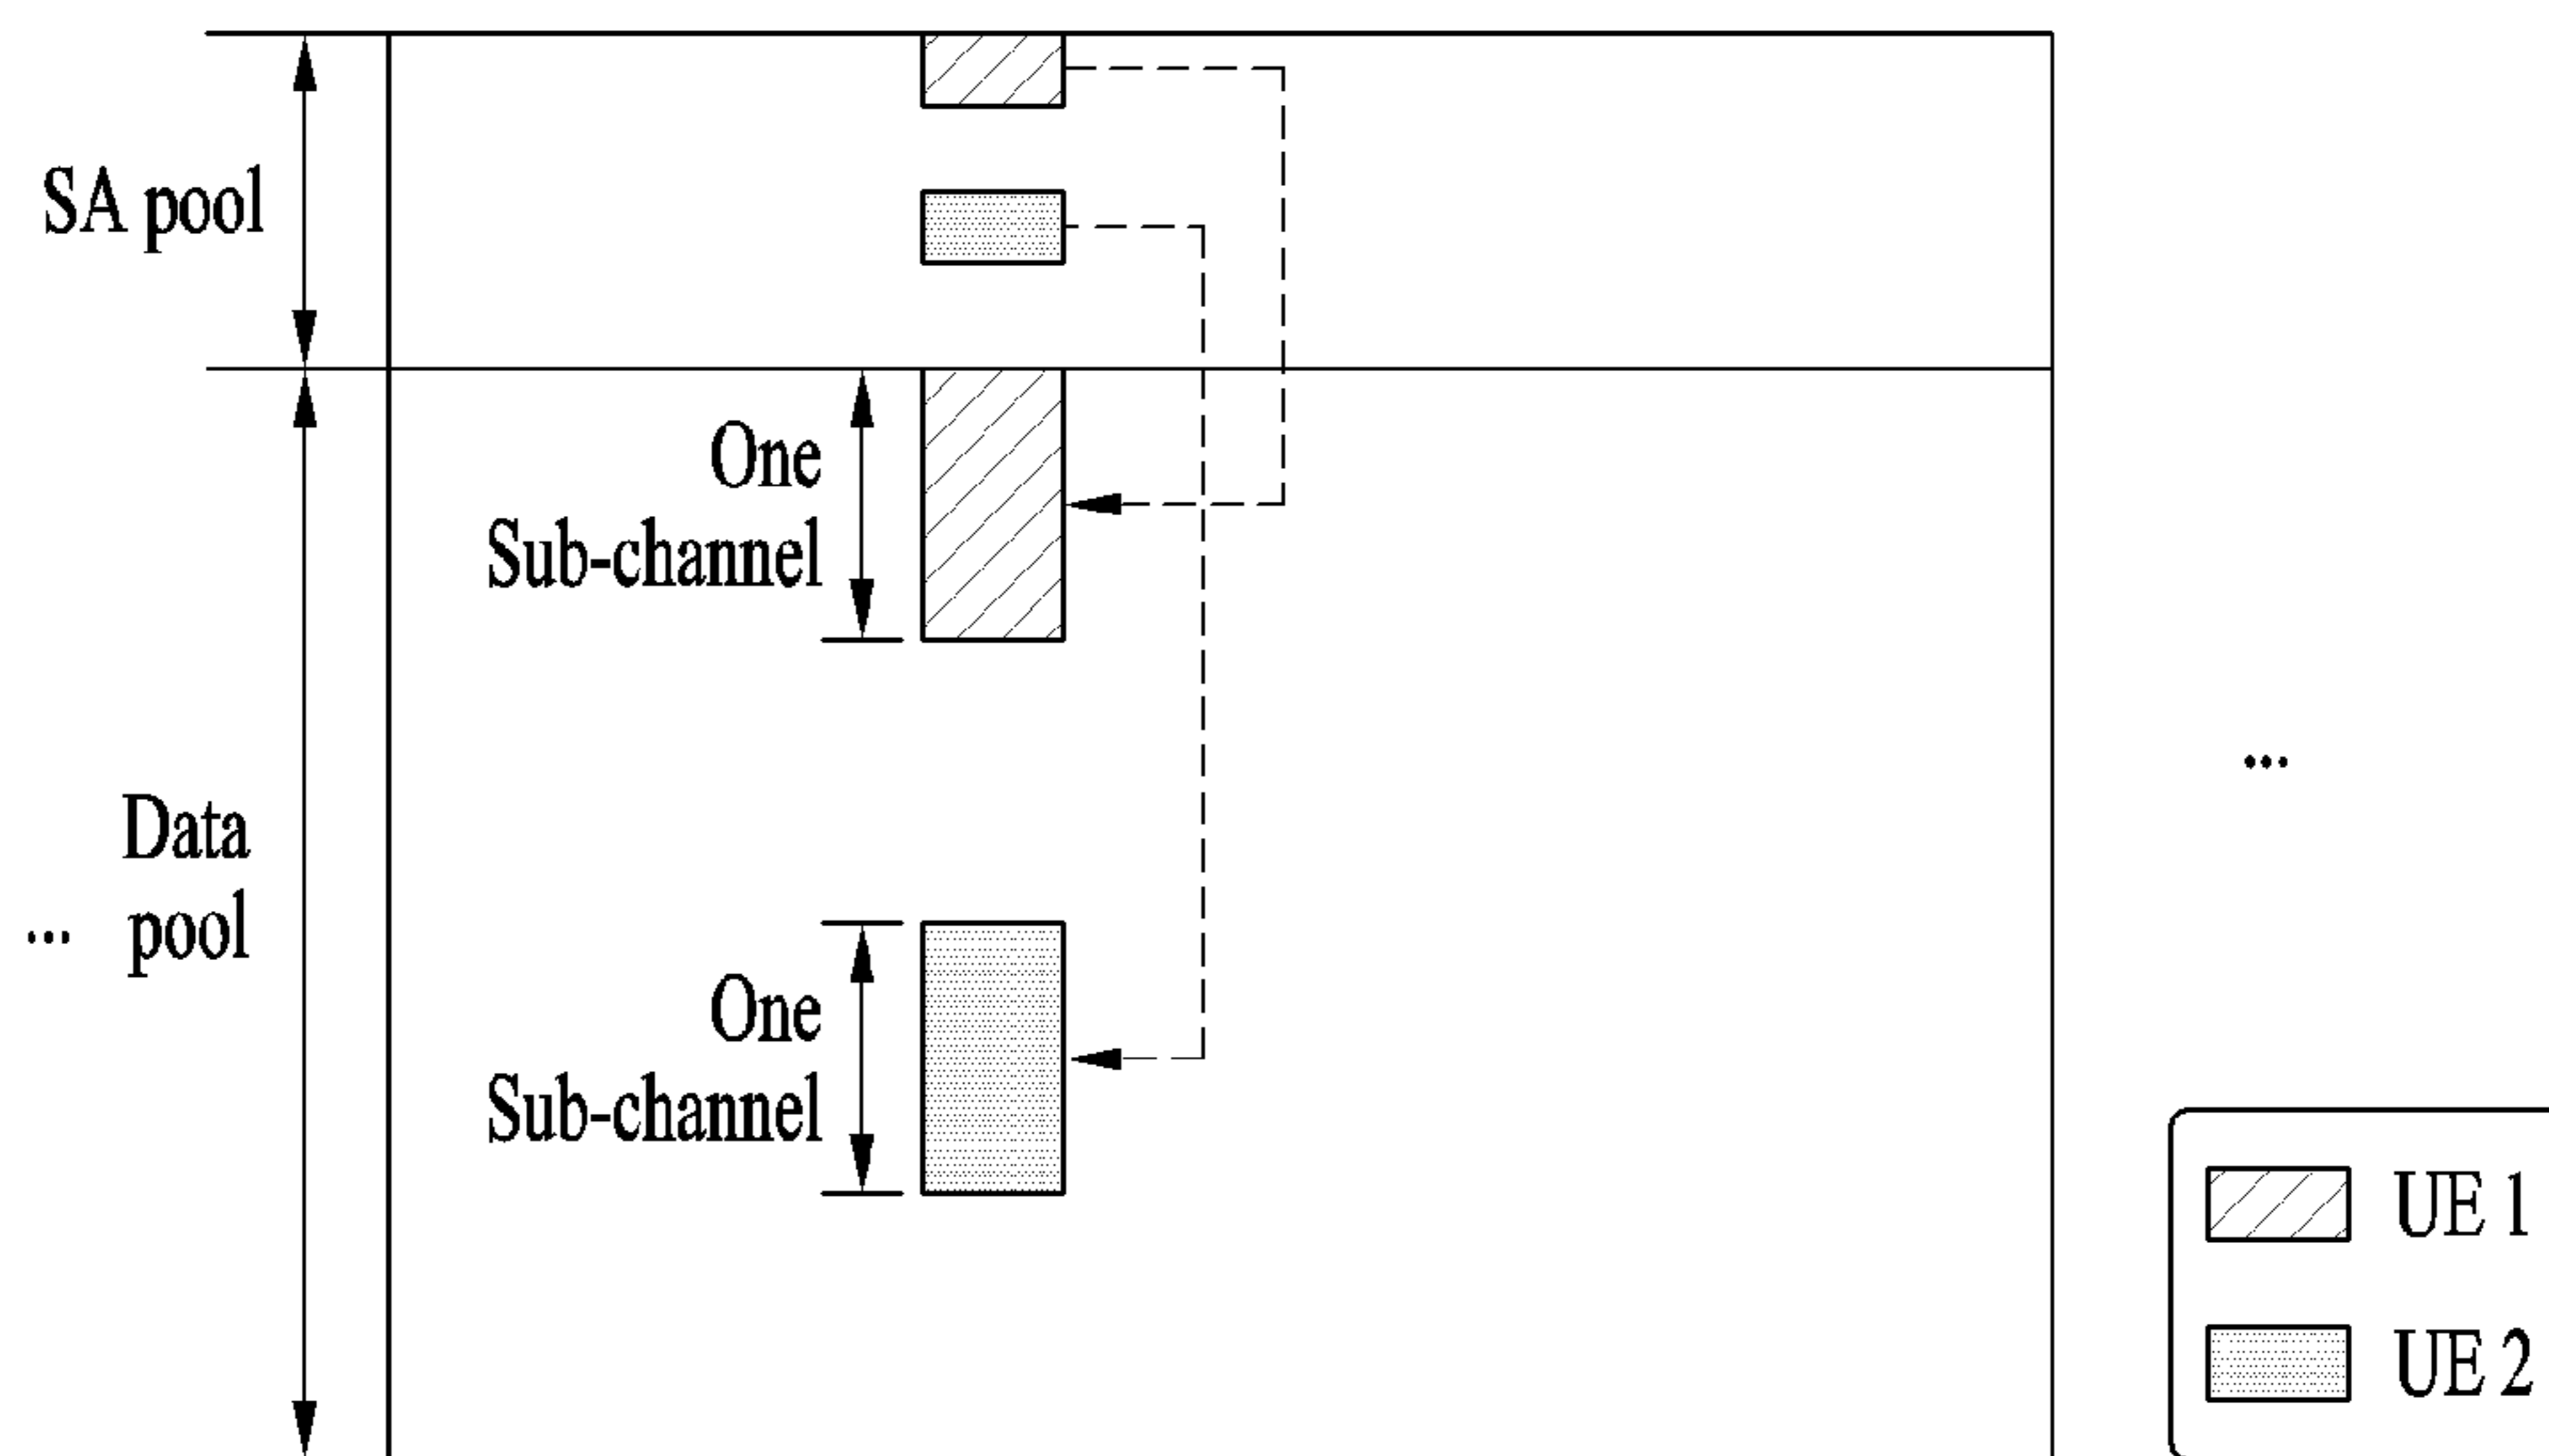 SA pool
One
Sub-channel
Data
... pool
...
One
Sub-channel
UE 1
UE 2